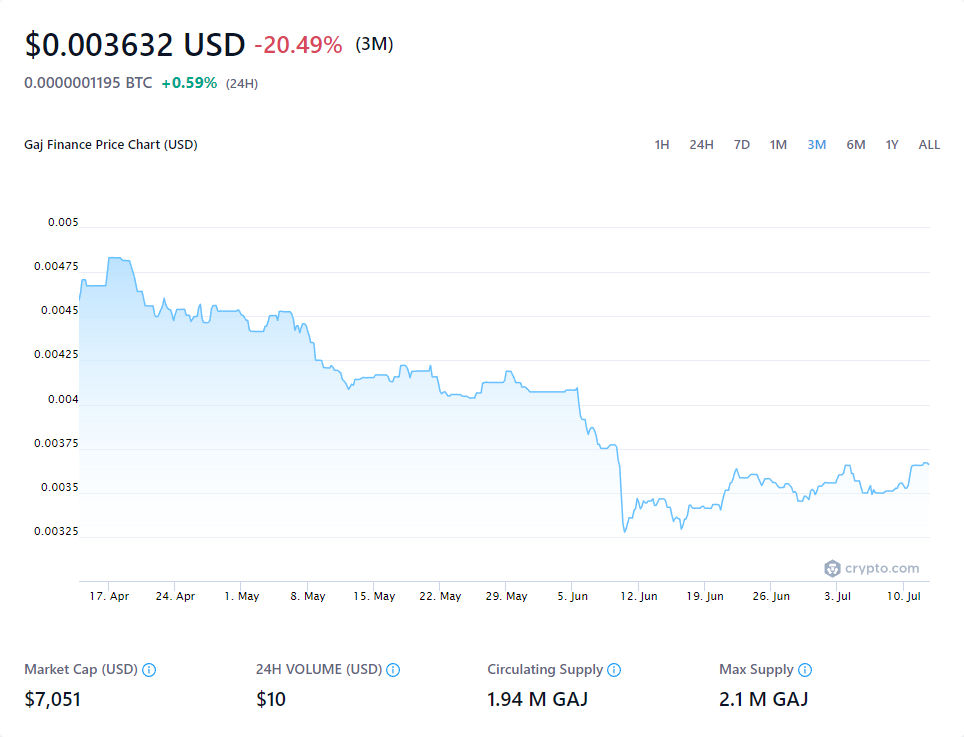 $0.003632 USD -20.49% (3M)
0.0000001195 BTC +0.59% (24H)
Gaj Finance Price Chart (USD) 1H 24H 7D 1M 3M 6M 1Y ALL
0.005
0.00475
0.0045
0.00425
0.004
0.00375
0.0035
0.00325
crypto.com
17. Apr 24. Apr 1. May 8. May 15. May 22. May 29. May 5. Jun 12. Jun 19. Jun 26. Jun 3. Jul 10. Jul
Market Cap (USD) 24H VOLUME (USD) Circulating Supply Max Supply
$7,051 $10 1.94 M GAJ 2.1 M GAJ